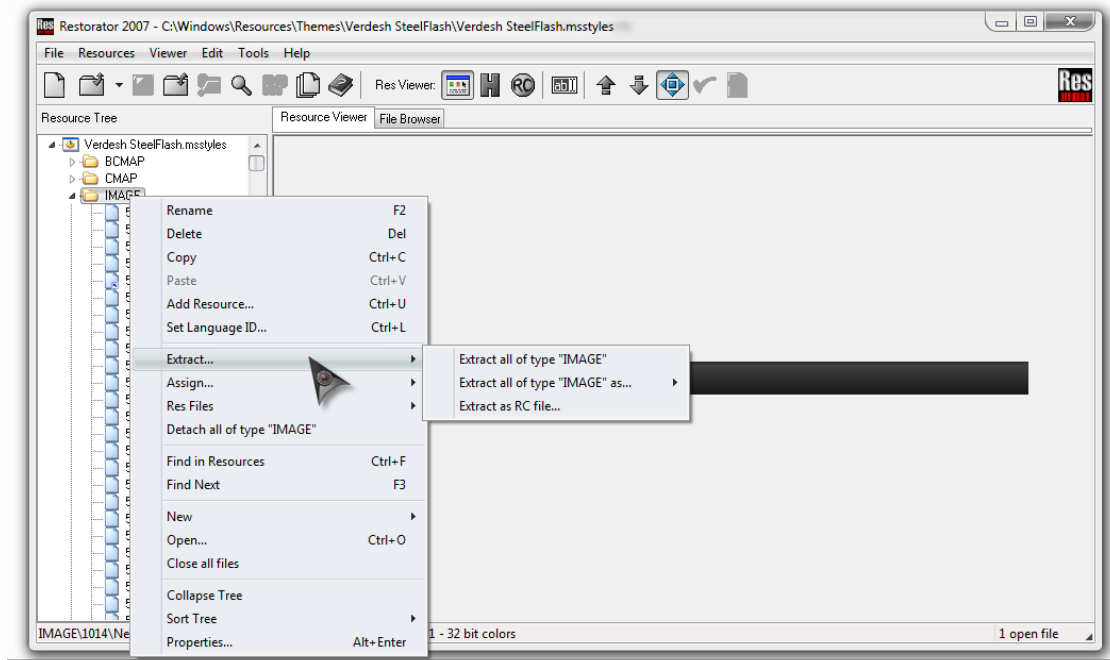 Res Restorator 2007 - C:\Windows\Resources\Themes\Verdesh SteelFlash\Verdesh SteelFlash.msstyles
File Resources Viewer Edit Tools Help
Res Viewer: RC Res
Resource Tree Resource Viewer File Browser
Verdesh SteelFlash.msstyles
BCMAP
CMAP
IMAGE
Rename F2
Delete Del
Copy Ctrl+C
Paste Ctrl+V
Add Resource... Ctrl+U
Set Language ID... Ctrl+L
Extract... Extract all of type "IMAGE"
Assign... Extract all of type "IMAGE" as...
Res Files Extract as RC file...
Detach all of type "IMAGE"
Find in Resources Ctrl+F
Find Next F3
New
Open... Ctrl+O
Close all files
Collapse Tree
Sort Tree
Properties... Alt+Enter
IMAGE\1014\Ne 1 - 32 bit colors 1 open file